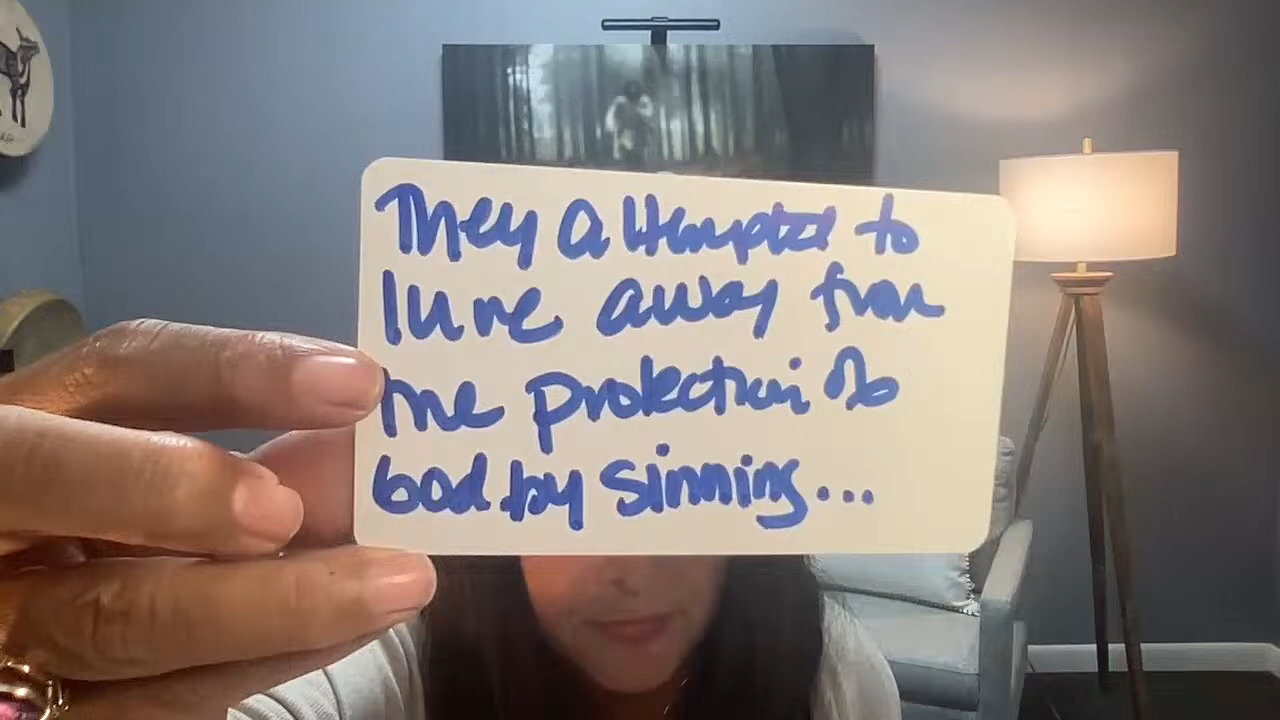 They attempted to
lure away from
the protection of
God by sinning...